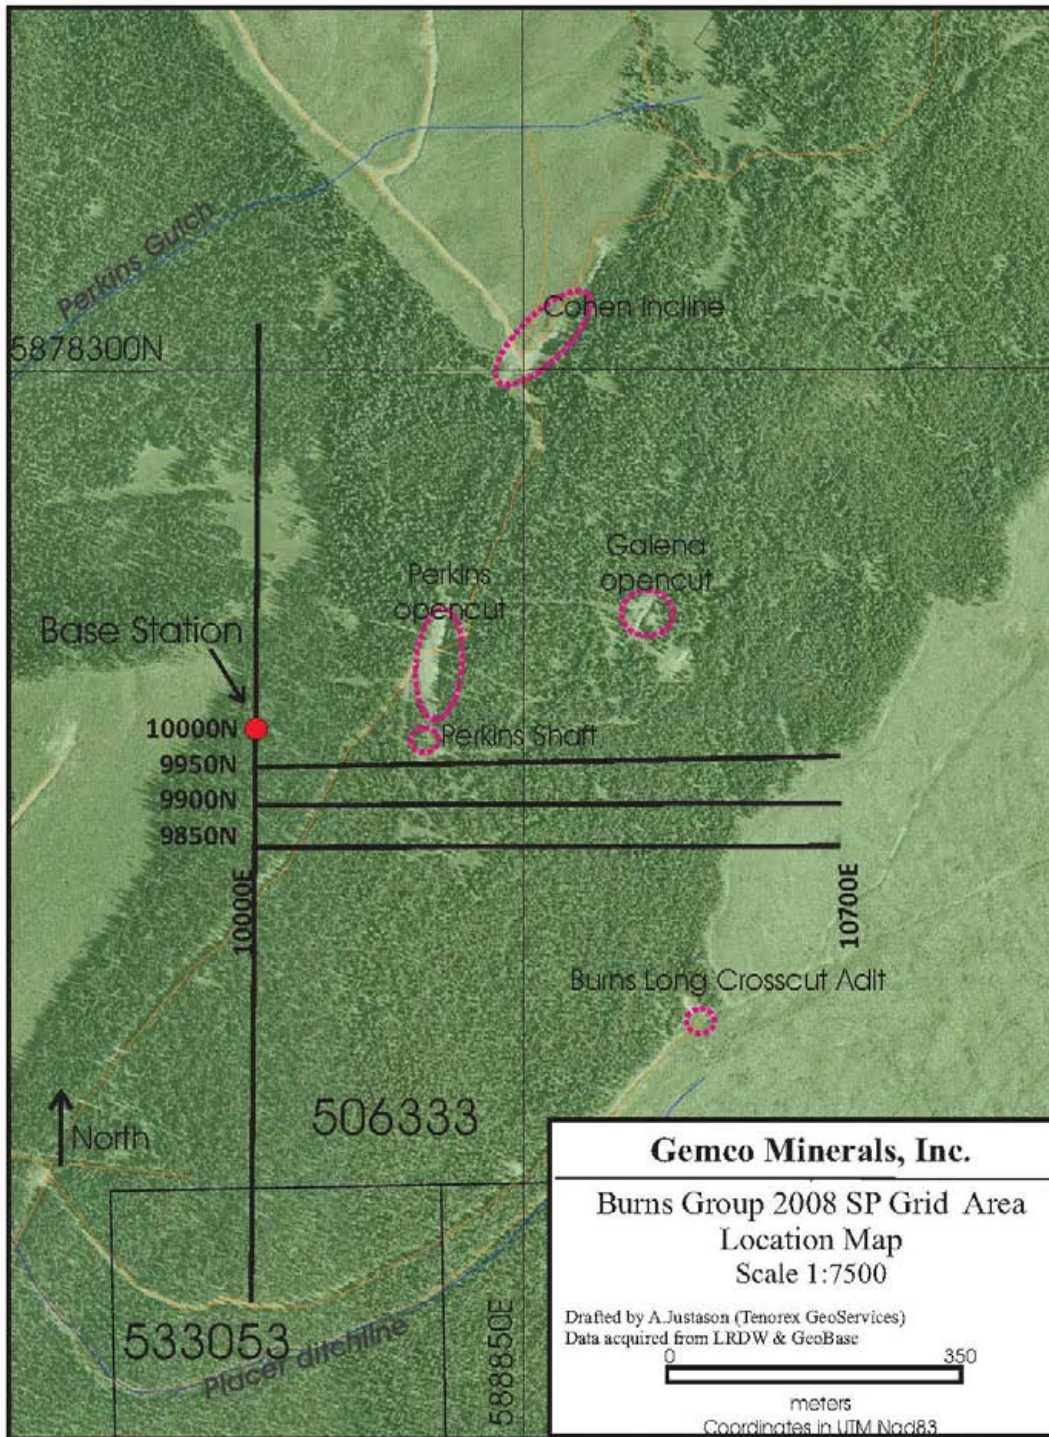 Perkins Gulch
Cohen Incline
5878300N
Galena
opencut
Perkins
opencut
Base Station
10000N
Perkins Shaft
9950N
9900N
9850N
10000E
10700E
Burns Long Crosscut Adit
North
506333
533053
Placer ditchline
588850E
Gemco Minerals, Inc.
Burns Group 2008 SP Grid Area
Location Map
Scale 1:7500
Drafted by A.Justason (Tenorex GeoServices)
Data acquired from LRDW & GeoBase
0 350
meters
Coordinates in UTM Nad83